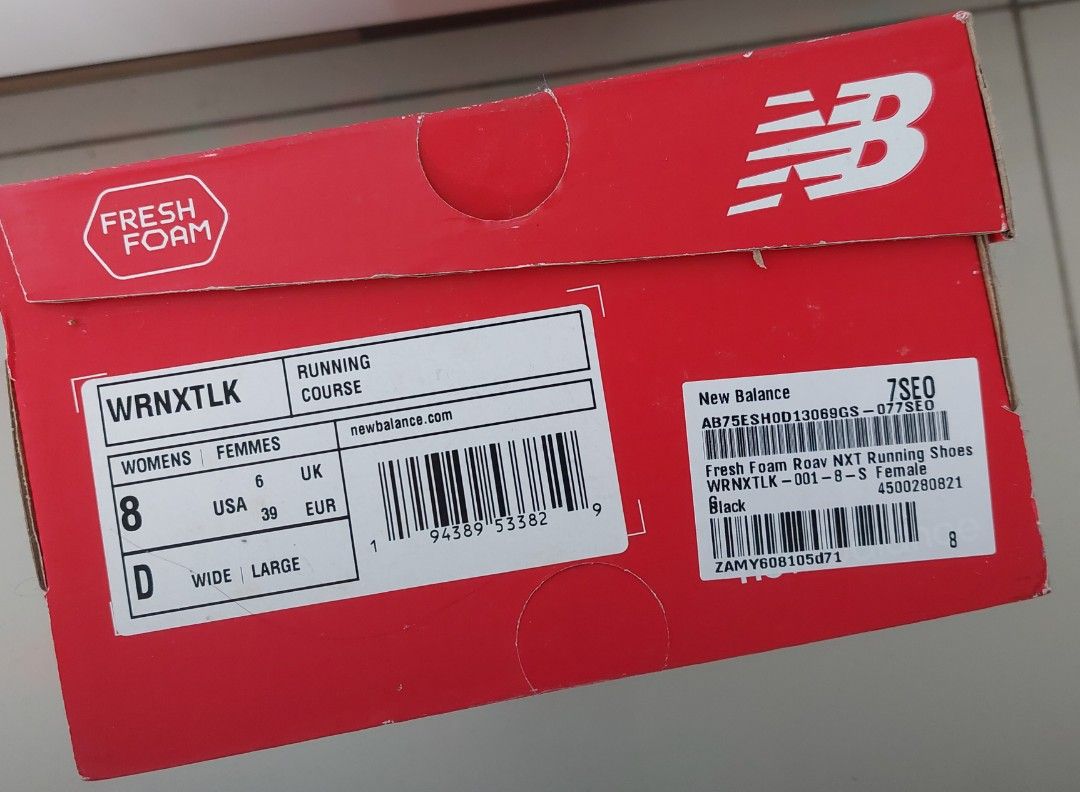 FRESH
FOAM
NB
WRNXTLK
RUNNING
COURSE
WOMENS | FEMMES
newbalance.com
8
USA
6 UK
39 EUR
D
WIDE | LARGE
1 94389 53382 9
New Balance 7SEO
AB75ESH0D13069GS-077SEO
Fresh Foam Roav NXT Running Shoes
WRNXTLK-001-8-S Female
4500280821
Black
ZAMY608105d71
8